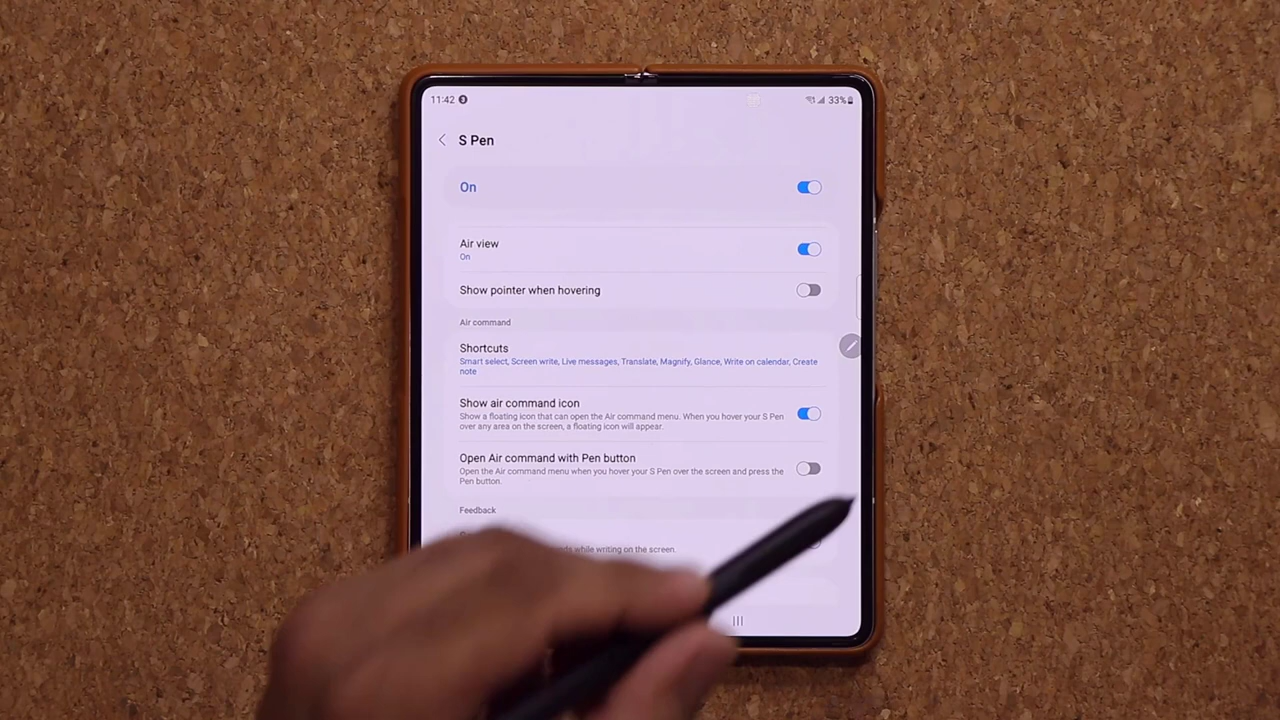 11:42
33%
S Pen
On
Air view
On
Show pointer when hovering
Air command
Shortcuts
Smart select, Screen write, Live messages, Translate, Magnify, Glance, Write on calendar, Create
note
Show air command icon
Show a floating icon that can open the Air command menu. When you hover your S Pen
over any area on the screen, a floating icon will appear.
Open Air command with Pen button
Open the Air command menu when you hover your S Pen over the screen and press the
Pen button.
Feedback
while writing on the screen.